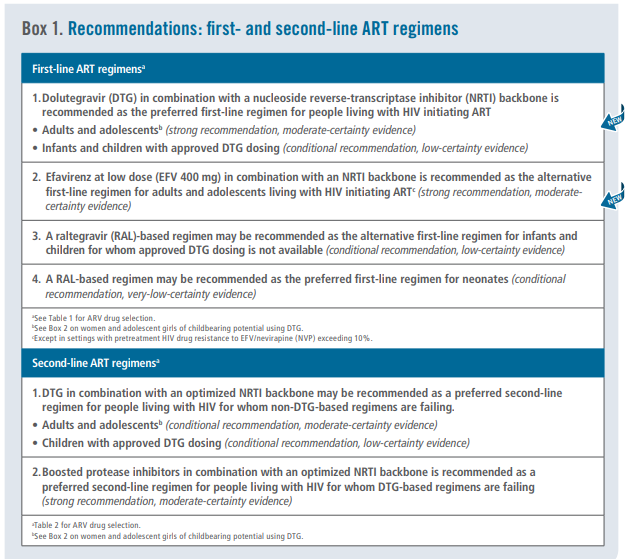 Box 1. Recommendations: first- and second-line ART regimens
First-line ART regimensᵃ
1.Dolutegravir (DTG) in combination with a nucleoside reverse-transcriptase inhibitor (NRTI) backbone is
recommended as the preferred first-line regimen for people living with HIV initiating ART
• Adults and adolescentsᵇ (strong recommendation, moderate-certainty evidence)
• Infants and children with approved DTG dosing (conditional recommendation, low-certainty evidence)
NEW
2. Efavirenz at low dose (EFV 400 mg) in combination with an NRTI backbone is recommended as the alternative
first-line regimen for adults and adolescents living with HIV initiating ARTᶜ (strong recommendation, moderate-
certainty evidence)
NEW
3. A raltegravir (RAL)-based regimen may be recommended as the alternative first-line regimen for infants and
children for whom approved DTG dosing is not available (conditional recommendation, low-certainty evidence)
4. A RAL-based regimen may be recommended as the preferred first-line regimen for neonates (conditional
recommendation, very-low-certainty evidence)
ᵃSee Table 1 for ARV drug selection.
ᵇSee Box 2 on women and adolescent girls of childbearing potential using DTG.
ᶜExcept in settings with pretreatment HIV drug resistance to EFV/nevirapine (NVP) exceeding 10%.
Second-line ART regimensᵃ
1.DTG in combination with an optimized NRTI backbone may be recommended as a preferred second-line
regimen for people living with HIV for whom non-DTG-based regimens are failing.
• Adults and adolescentsᵇ (conditional recommendation, moderate-certainty evidence)
• Children with approved DTG dosing (conditional recommendation, low-certainty evidence)
2.Boosted protease inhibitors in combination with an optimized NRTI backbone is recommended as a
preferred second-line regimen for people living with HIV for whom DTG-based regimens are failing
(strong recommendation, moderate-certainty evidence)
ᵃTable 2 for ARV drug selection.
ᵇSee Box 2 on women and adolescent girls of childbearing potential using DTG.